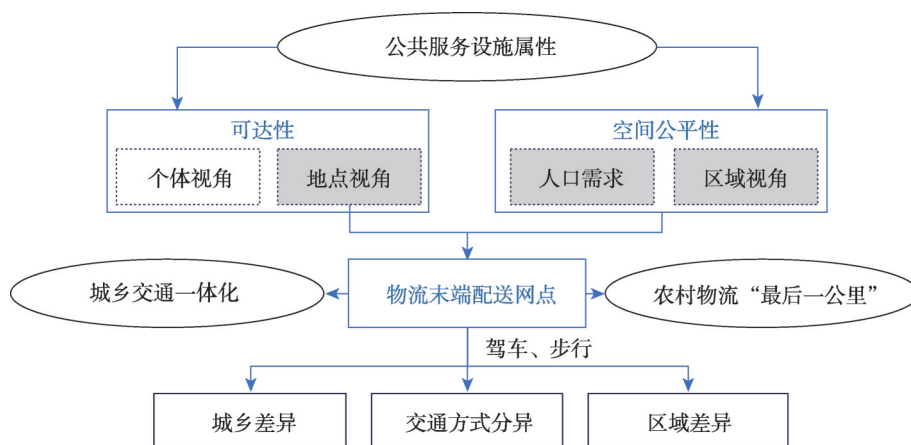 公共服务设施属性
可达性
空间公平性
个体视角
地点视角
人口需求
区域视角
城乡交通一体化
物流末端配送网点
农村物流“最后一公里”
驾车、步行
城乡差异
交通方式分异
区域差异